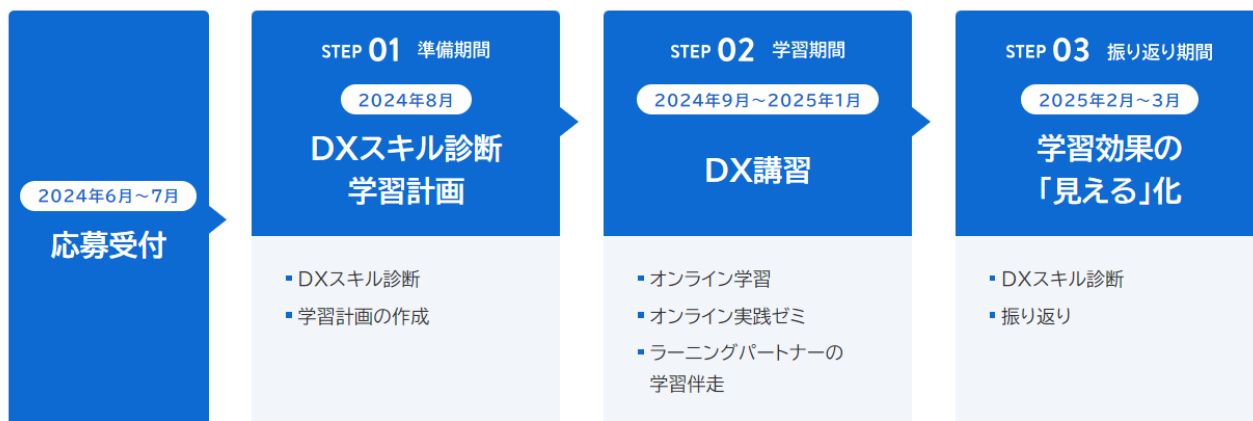 2024年6月～7月
応募受付
STEP 01 準備期間
2024年8月
DXスキル診断
学習計画
DXスキル診断
学習計画の作成
STEP 02 学習期間
2024年9月～2025年1月
DX講習
オンライン学習
オンライン実践ゼミ
ラーニングパートナーの
学習伴走
STEP 03 振り返り期間
2025年2月～3月
学習効果の
「見える」化
DXスキル診断
振り返り